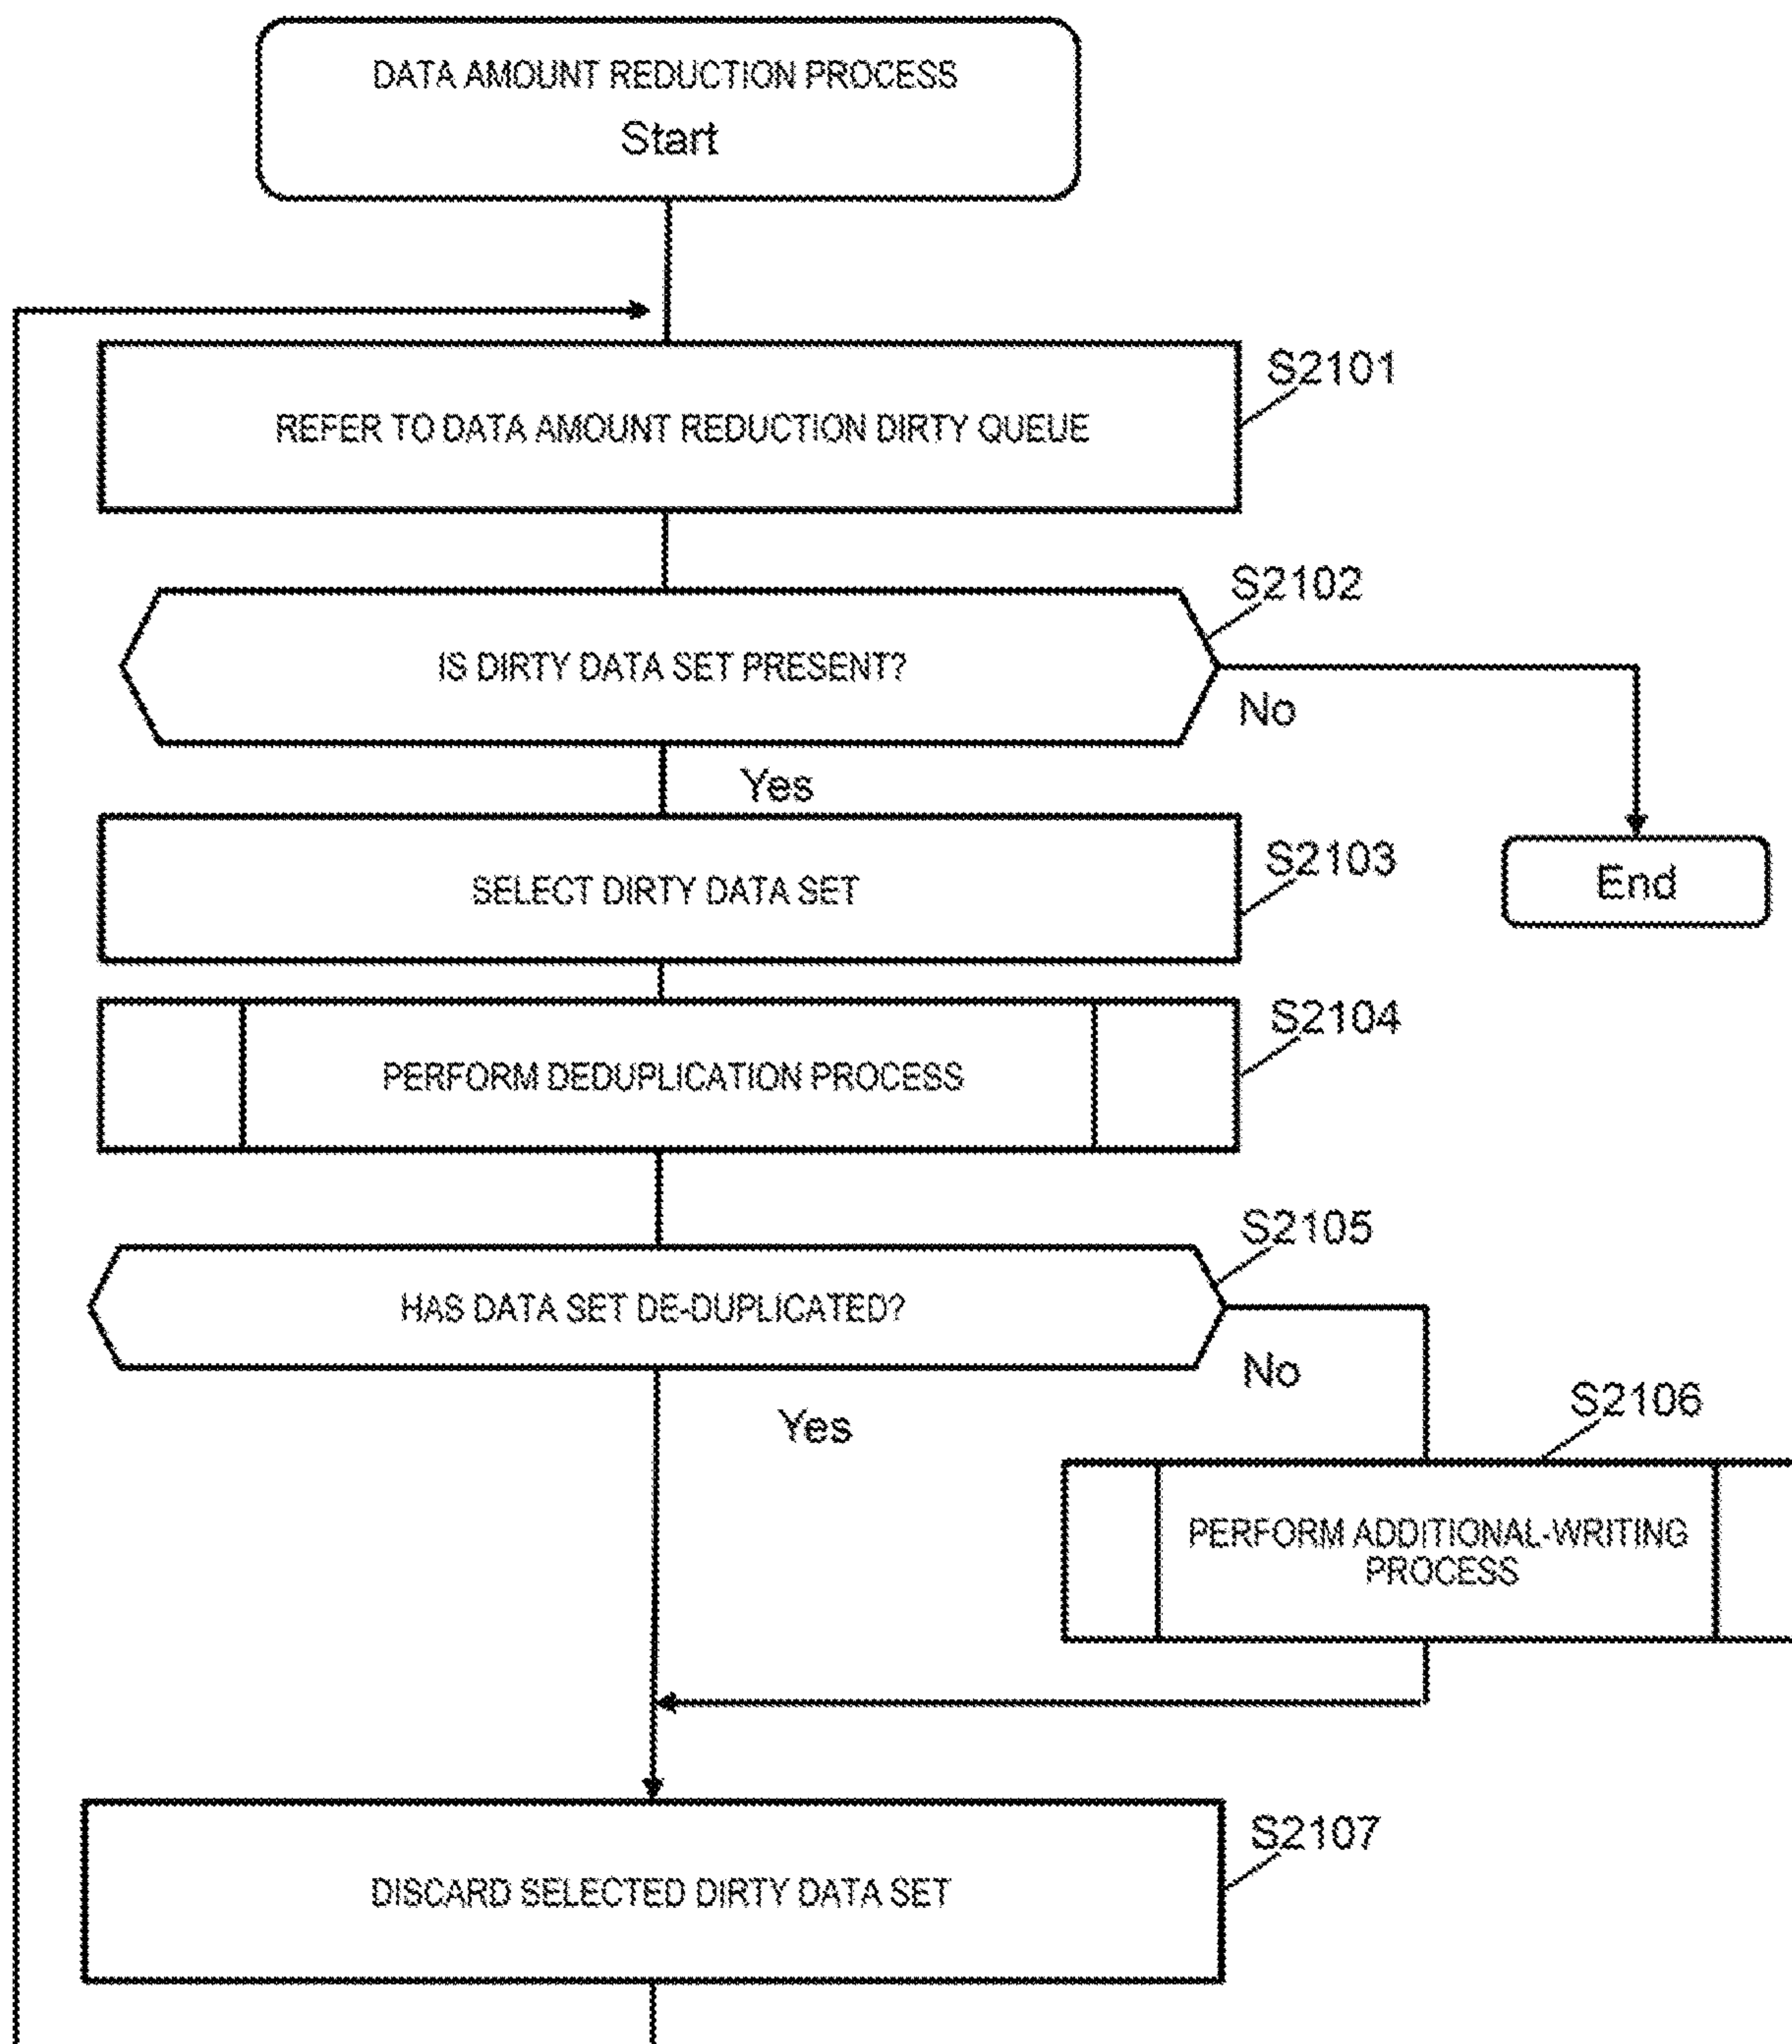 DATA AMOUNT REDUCTION PROCESS
Start
S2101
REFER TO DATA AMOUNT REDUCTION DIRTY QUEUE
S2102
IS DIRTY DATA SET PRESENT?
No
Yes
S2103
SELECT DIRTY DATA SET
End
S2104
PERFORM DEDUPLICATION PROCESS
S2105
HAS DATA SET DE-DUPLICATED?
No
Yes
S2106
PERFORM ADDITIONAL-WRITING
PROCESS
S2107
DISCARD SELECTED DIRTY DATA SET